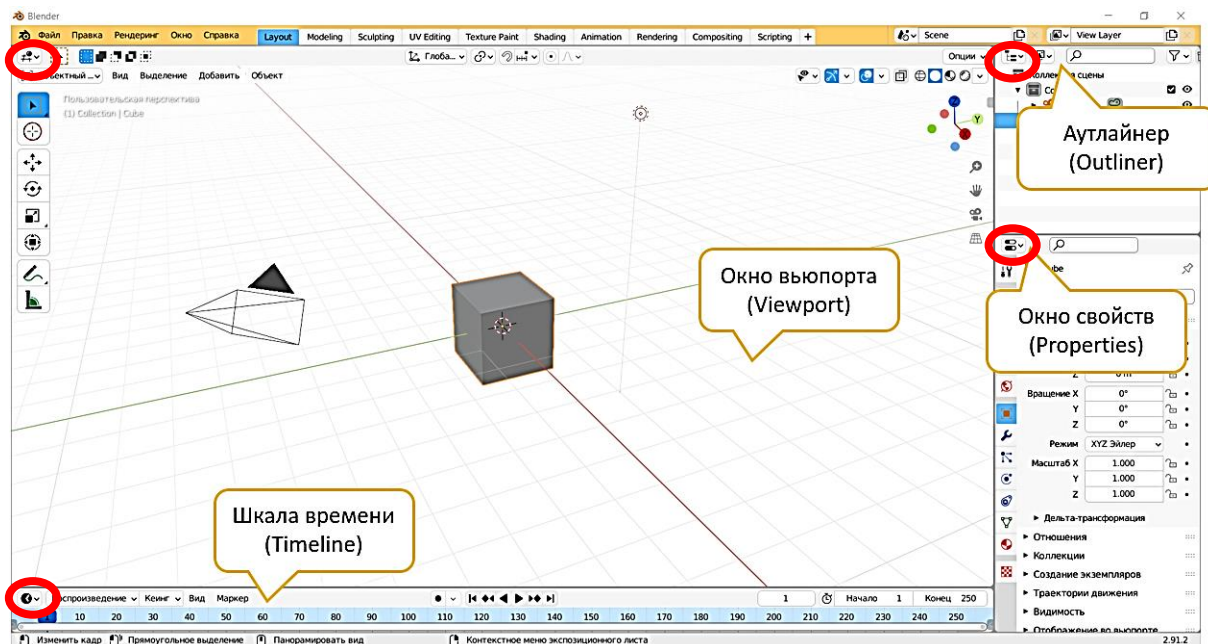 Blender
Файл Правка Рендеринг Окно Справка Layout Modeling Sculpting UV Editing Texture Paint Shading Animation Rendering Compositing Scripting + Scene View Layer
Глоба... Опции
Вид Выделение Добавить Объект
Пользовательская перспектива
(1) Collection | Cube
Z
Y
Аутлайнер
(Outliner)
Окно вьюпорта
(Viewport)
Окно свойств
(Properties)
Z
Вращение X 0°
Y 0°
Z 0°
Режим XYZ Эйлер
Масштаб X 1.000
Y 1.000
Z 1.000
Дельта-трансформация
Отношения
Коллекции
Создание экземпляров
Траектории движения
Видимость
Отображение во вьюпорте
Шкала времени
(Timeline)
Кеинг Вид Маркер 1 Начало 1 Конец 250
10 20 30 40 50 60 70 80 90 100 110 120 130 140 150 160 170 180 190 200 210 220 230 240 250
Изменить кадр Прямоугольное выделение Панорамировать вид Контекстное меню экспозиционного листа 2.91.2